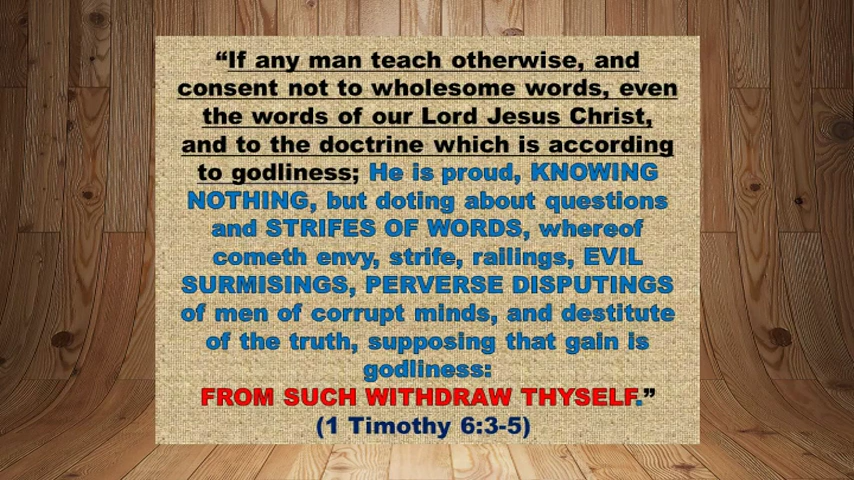 “If any man teach otherwise, and
consent not to wholesome words, even
the words of our Lord Jesus Christ,
and to the doctrine which is according
to godliness; He is proud, KNOWING
NOTHING, but doting about questions
and STRIFES OF WORDS, whereof
cometh envy, strife, railings, EVIL
SURMISINGS, PERVERSE DISPUTINGS
of men of corrupt minds, and destitute
of the truth, supposing that gain is
godliness:
FROM SUCH WITHDRAW THYSELF.”
(1 Timothy 6:3-5)